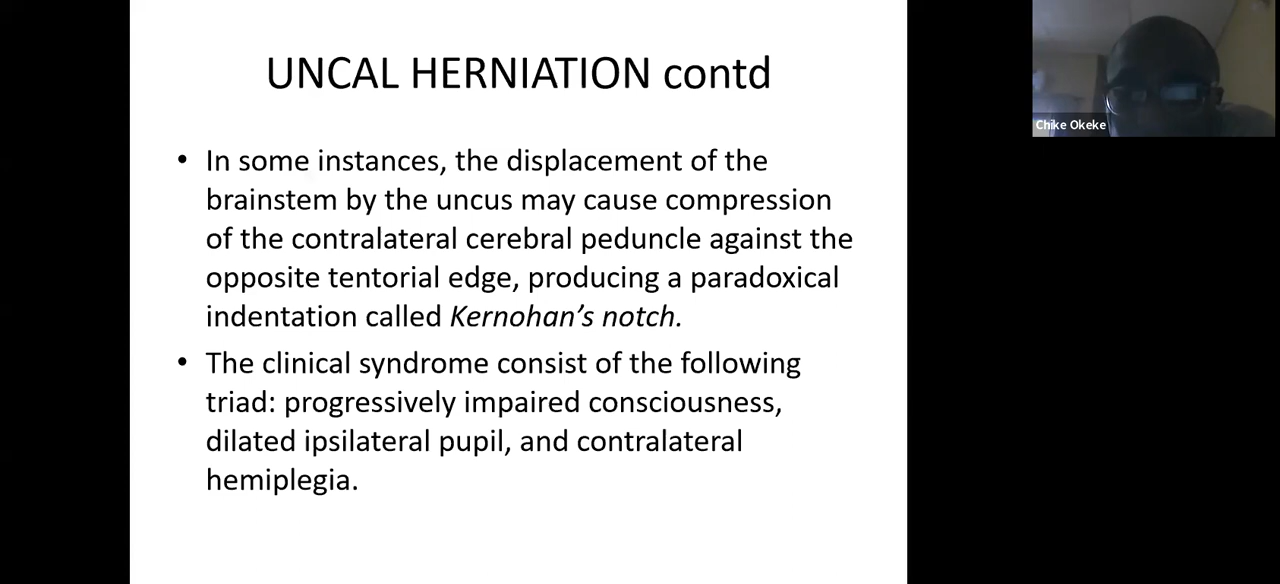 UNCAL HERNIATION contd
• In some instances, the displacement of the
brainstem by the uncus may cause compression
of the contralateral cerebral peduncle against the
opposite tentorial edge, producing a paradoxical
indentation called Kernohan’s notch.
• The clinical syndrome consist of the following
triad: progressively impaired consciousness,
dilated ipsilateral pupil, and contralateral
hemiplegia.
Chike Okeke